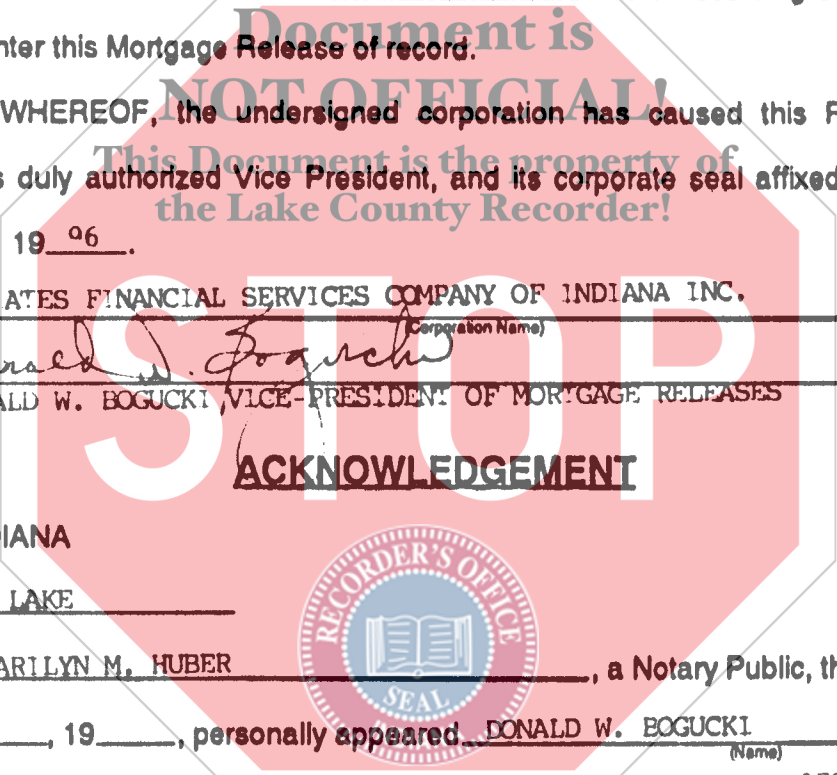 Document is
nter this Mortgage Release of record.
NOT OFFICIAL!
WHEREOF, the undersigned corporation has caused this
This Document is the property of
s duly authorized Vice President, and its corporate seal affixed
the Lake County Recorder!
19 96 .
ATES FINANCIAL SERVICES COMPANY OF INDIANA INC.
(Corporation Name)
nald W. Bogucki
ALD W. BOGUCKI, VICE-PRESIDENT OF MORTGAGE RELEASES
STOP
ACKNOWLEDGEMENT
DIANA
LAKE
RECORDER'S OFFICE
ARILYN M. HUBER , a Notary Public, th
SEAL
, 19 , personally appeared DONALD W. BOGUCKI
(Name)